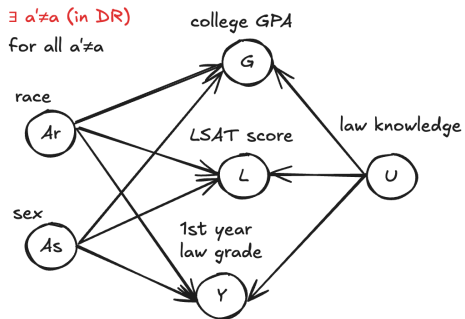 ∃ a'≠a (in DR)
for all a'≠a
college GPA
G
race
Ar
LSAT score
law knowledge
L
U
sex
As
1st year
law grade
Y